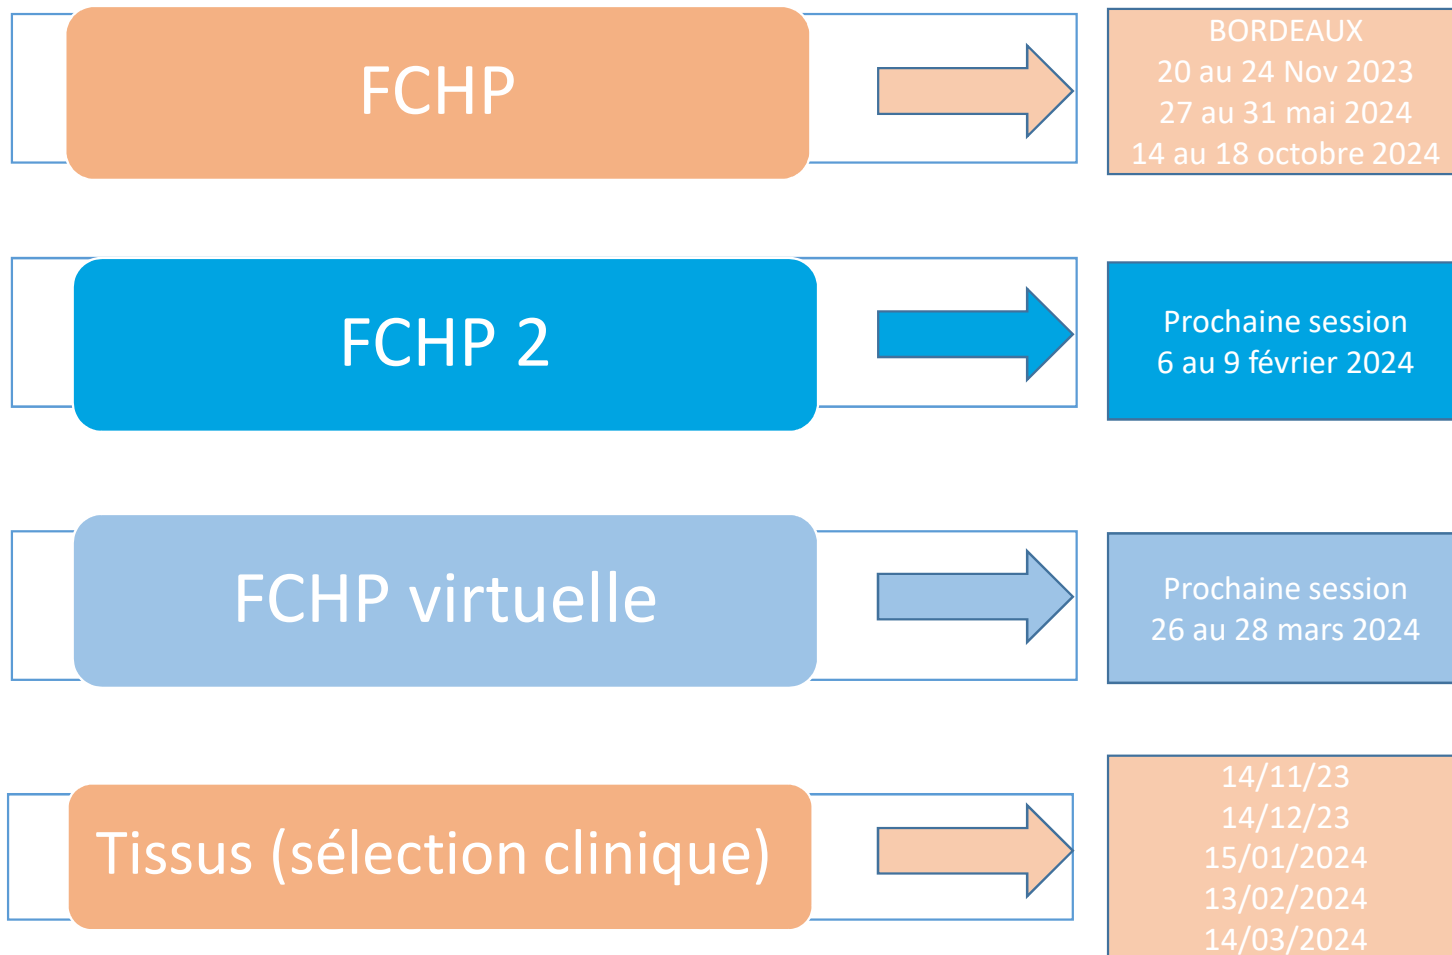 FCHP
BORDEAUX
20 au 24 Nov 2023
27 au 31 mai 2024
14 au 18 octobre 2024
FCHP 2
Prochaine session
6 au 9 février 2024
FCHP virtuelle
Prochaine session
26 au 28 mars 2024
Tissus (sélection clinique)
14/11/23
14/12/23
15/01/2024
13/02/2024
14/03/2024